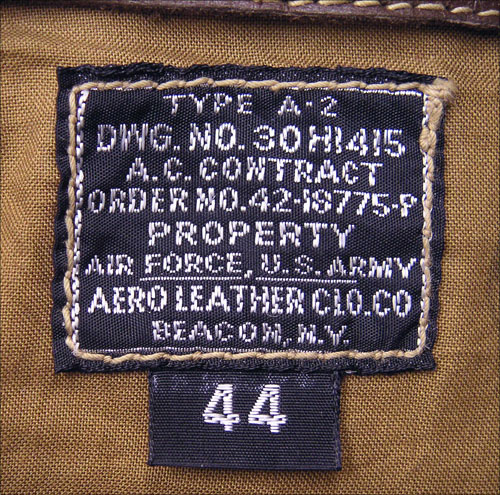 TYPE A-2
DWG. NO. 30H1415
A.C. CONTRACT
ORDER NO. 42-18775-P
PROPERTY
AIR FORCE, U.S. ARMY
AERO LEATHER CLO. CO
BEACON, N.Y.
44